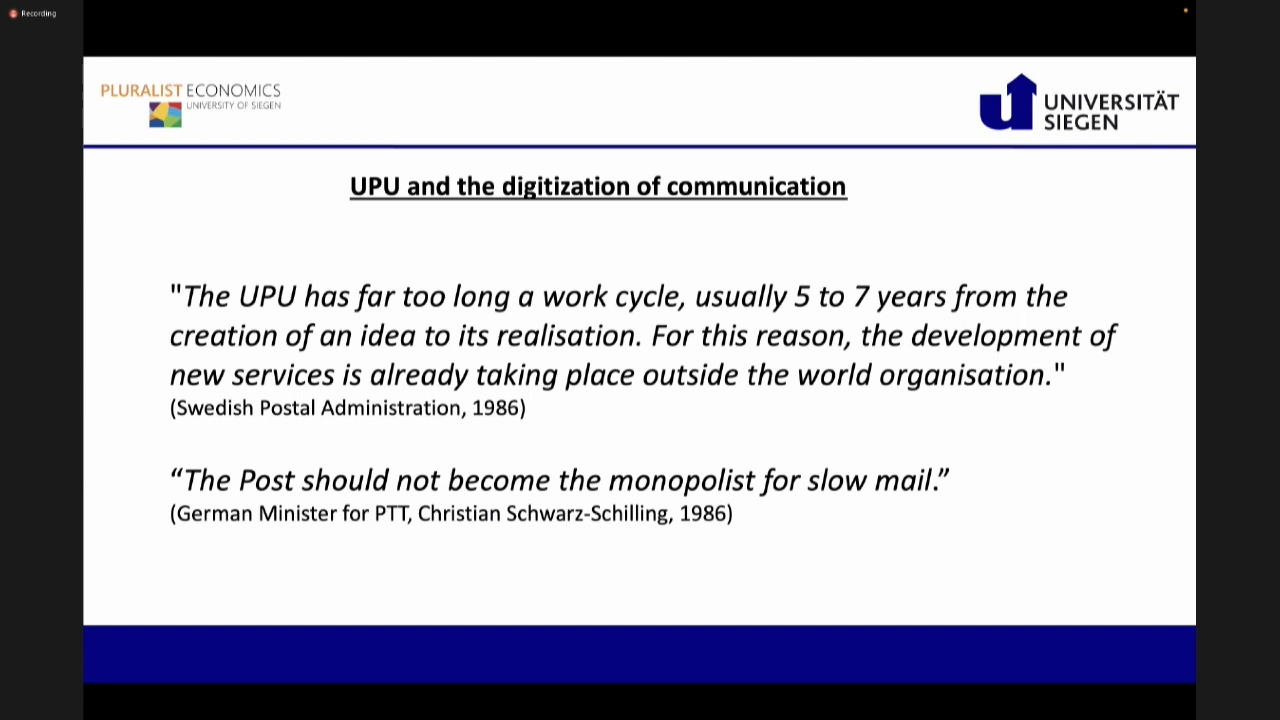 Recording
PLURALIST ECONOMICS
UNIVERSITY OF SIEGEN
UNIVERSITÄT
SIEGEN
UPU and the digitization of communication
"The UPU has far too long a work cycle, usually 5 to 7 years from the
creation of an idea to its realisation. For this reason, the development of
new services is already taking place outside the world organisation."
(Swedish Postal Administration, 1986)
“The Post should not become the monopolist for slow mail.”
(German Minister for PTT, Christian Schwarz-Schilling, 1986)